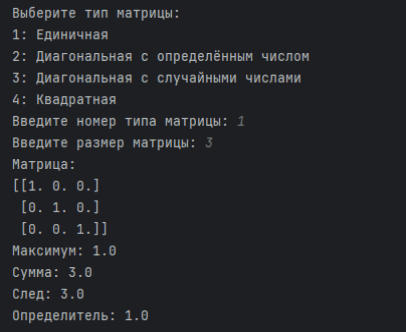 Выберите тип матрицы:
1: Единичная
2: Диагональная с определённым числом
3: Диагональная с случайными числами
4: Квадратная
Введите номер типа матрицы: 1
Введите размер матрицы: 3
Матрица:
[[1. 0. 0.]
 [0. 1. 0.]
 [0. 0. 1.]]
Максимум: 1.0
Сумма: 3.0
След: 3.0
Определитель: 1.0